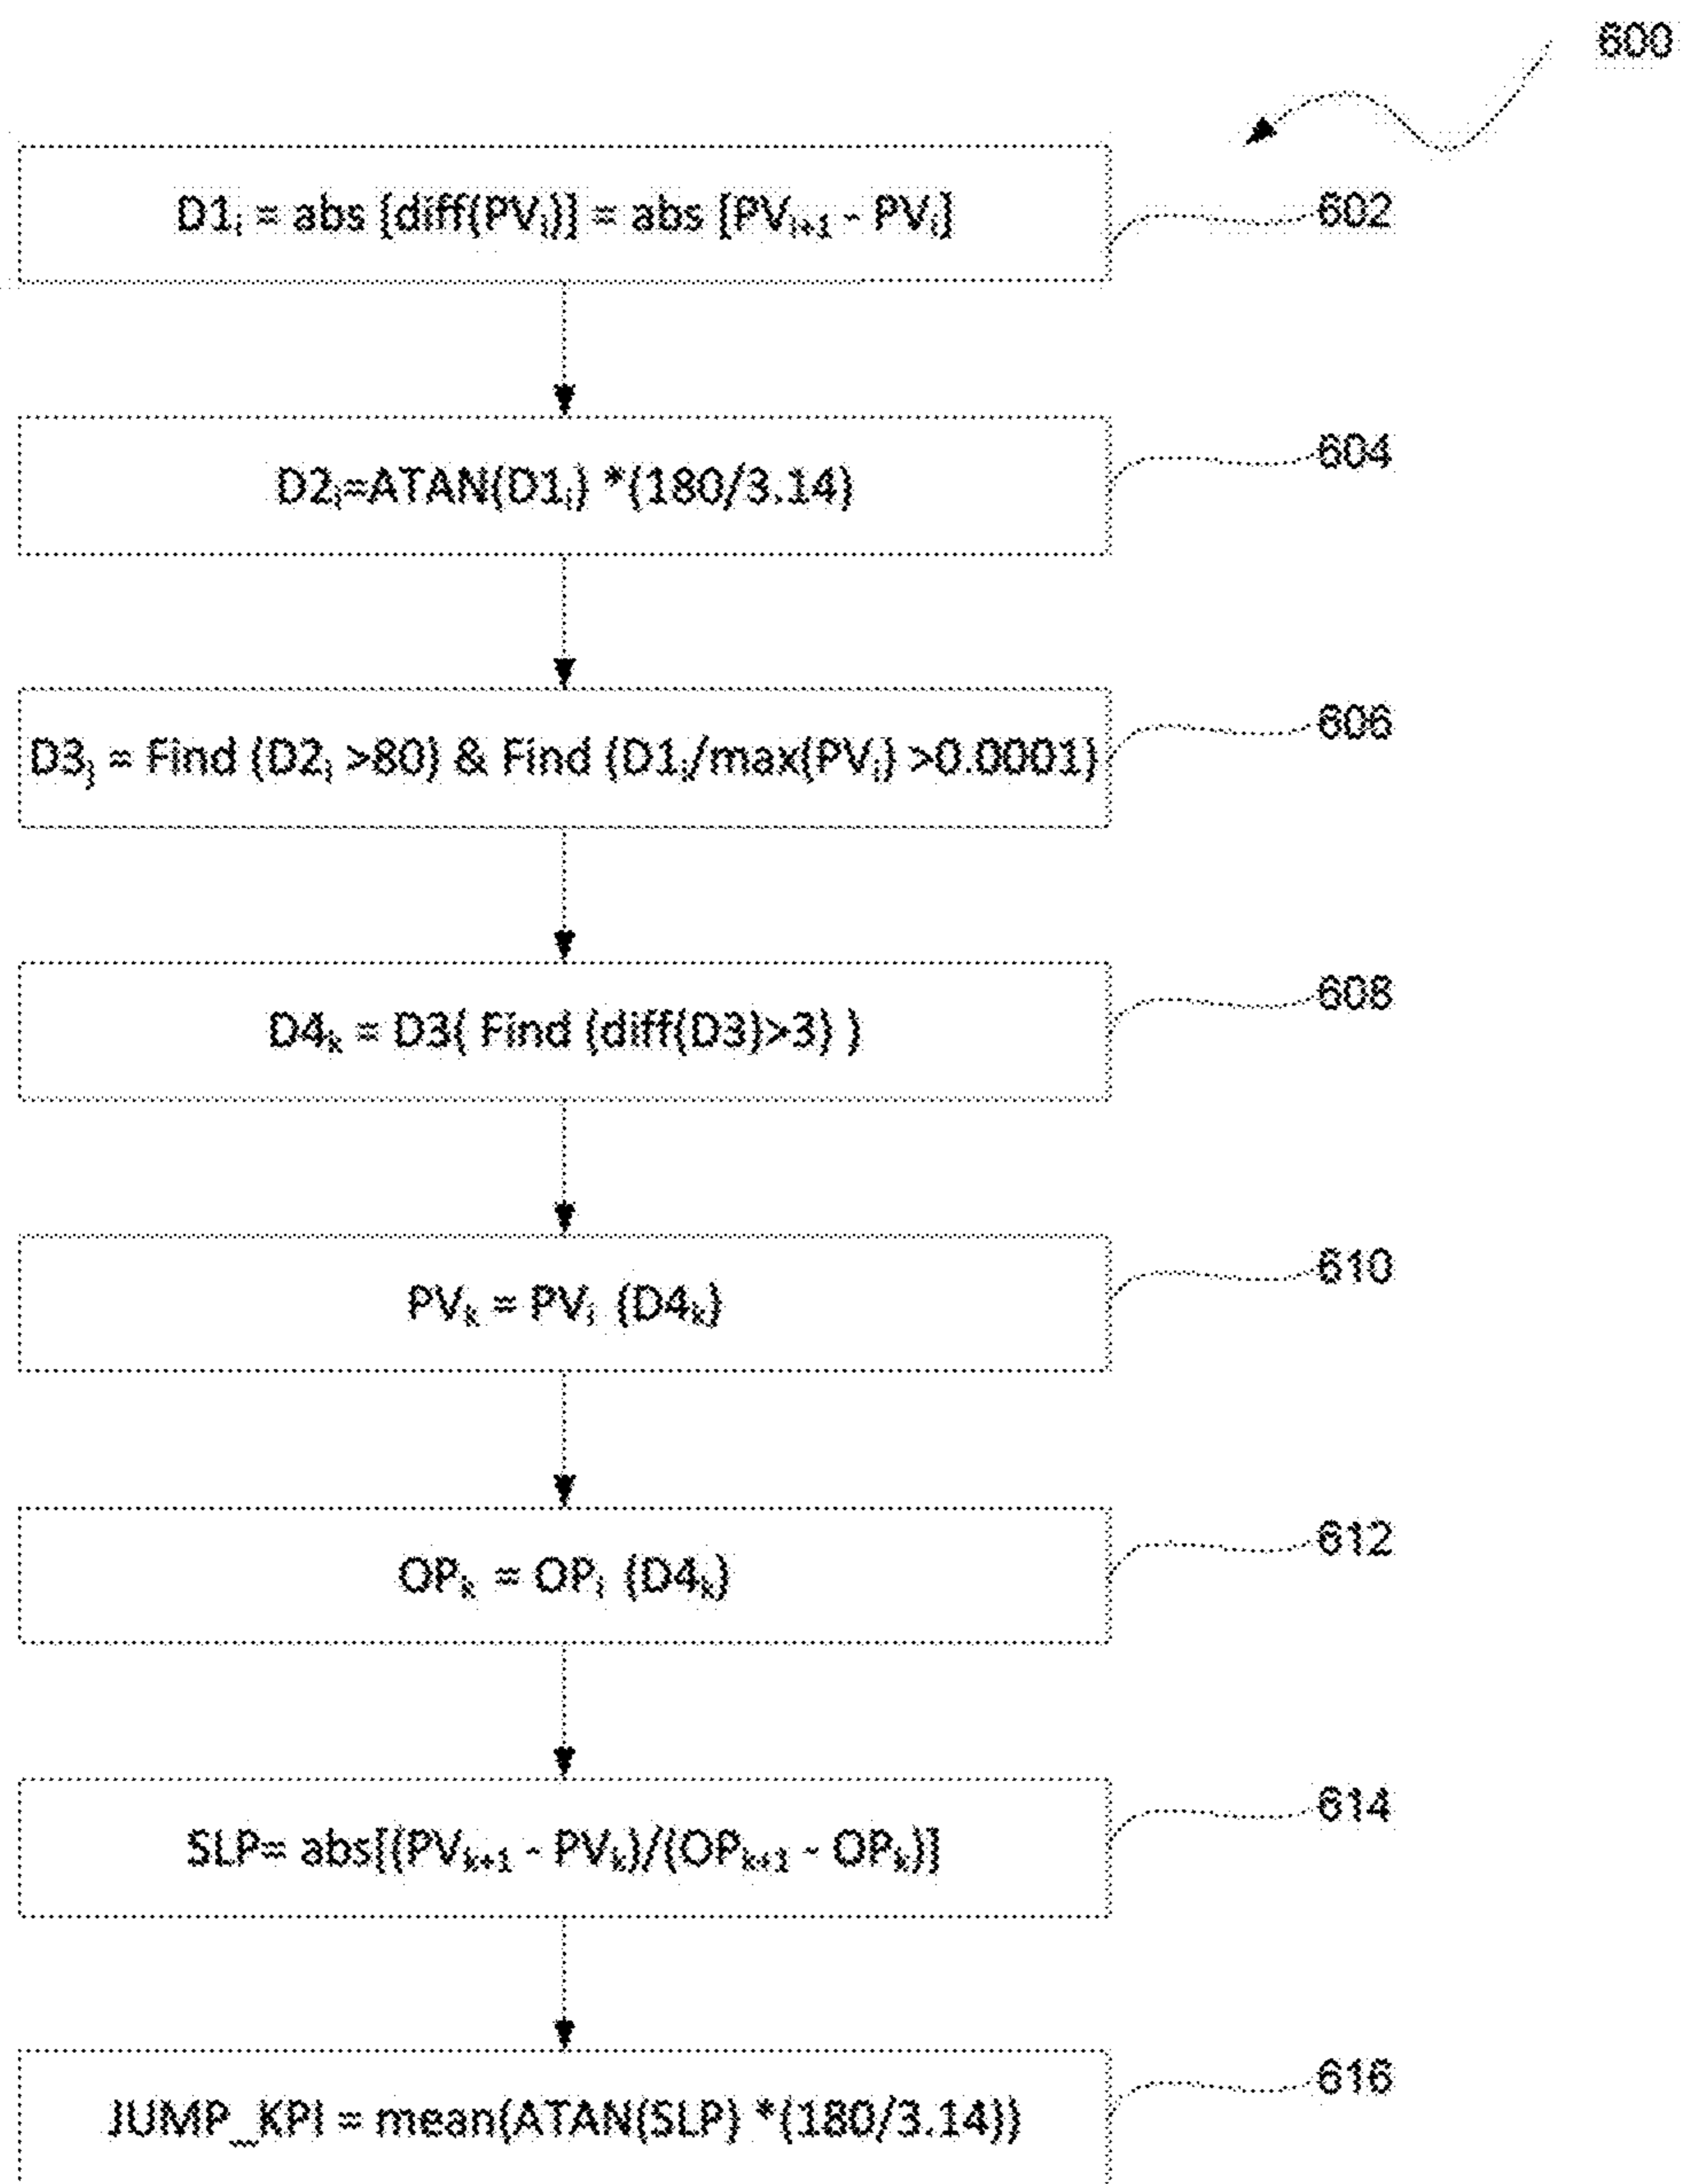 600
D1ᵢ = abs [diff(PVᵢ)] = abs [PVᵢ₊₁ - PVᵢ]
602
D2ᵢ=ATAN(D1ᵢ) *(180/3.14)
604
D3ⱼ = Find (D2ᵢ >80) & Find (D1ᵢ/max(PVᵢ) >0.0001)
606
D4ₖ = D3( Find (diff(D3)>3) )
608
PVₖ = PVᵢ (D4ₖ)
610
OPₖ = OPᵢ (D4ₖ)
612
SLP= abs[(PVₖ₊₁ - PVₖ)/(OPₖ₊₁ - OPₖ)]
614
JUMP_KPI = mean(ATAN(SLP) *(180/3.14))
616